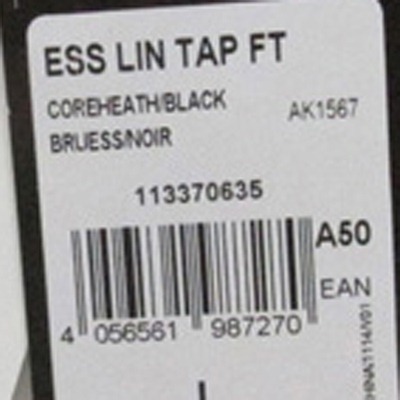 ESS LIN TAP FT
COREHEATH/BLACK
AK1567
BRUESS/NOIR
113370635
A50
EAN
4 056561 987270